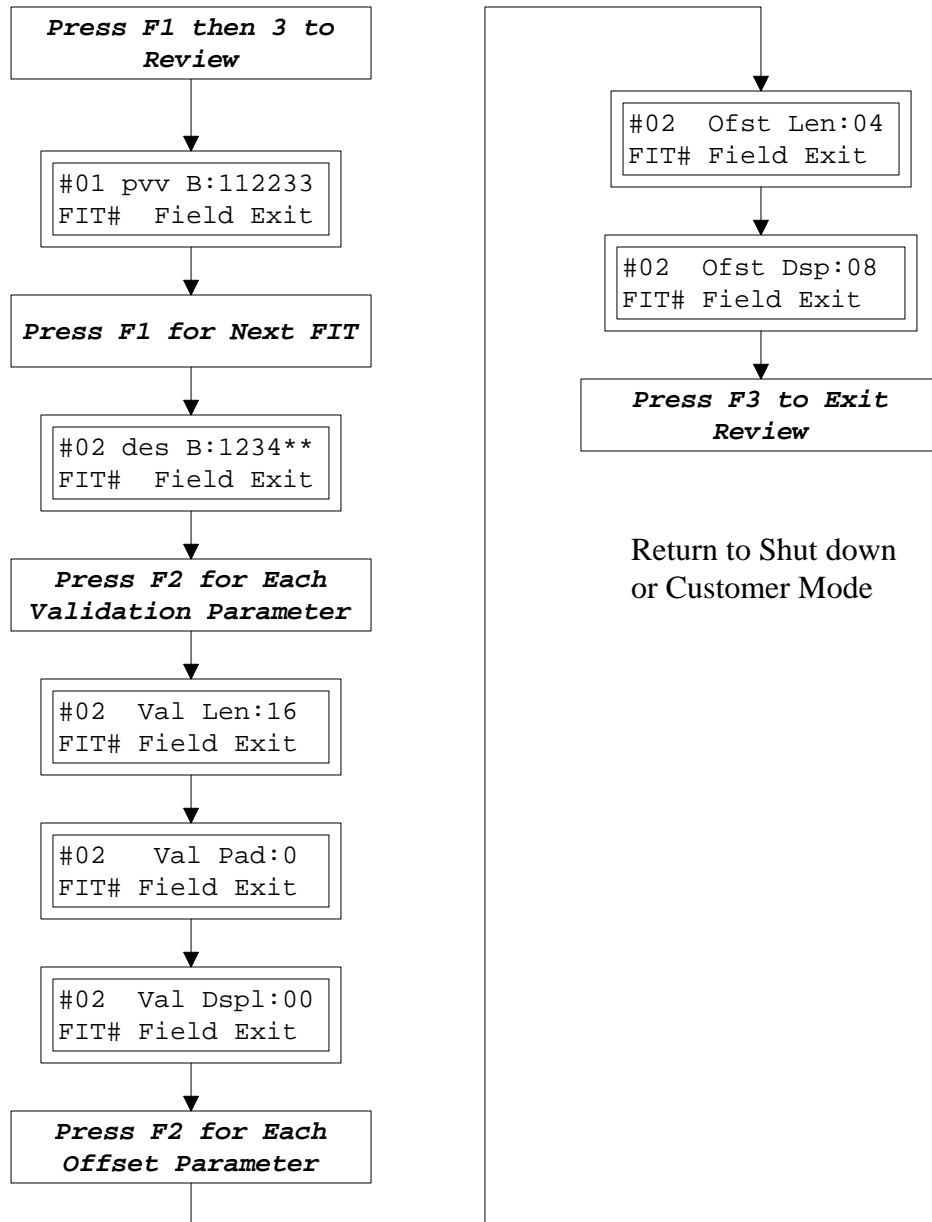 Press F1 then 3 to
Review
#01 pvv B:112233
FIT#  Field Exit
Press F1 for Next FIT
#02 des B:1234**
FIT#  Field Exit
Press F2 for Each
Validation Parameter
#02  Val Len:16
FIT# Field Exit
#02   Val Pad:0
FIT# Field Exit
#02  Val Dspl:00
FIT# Field Exit
Press F2 for Each
Offset Parameter
#02  Ofst Len:04
FIT# Field Exit
#02  Ofst Dsp:08
FIT# Field Exit
Press F3 to Exit
Review
Return to Shut down
or Customer Mode